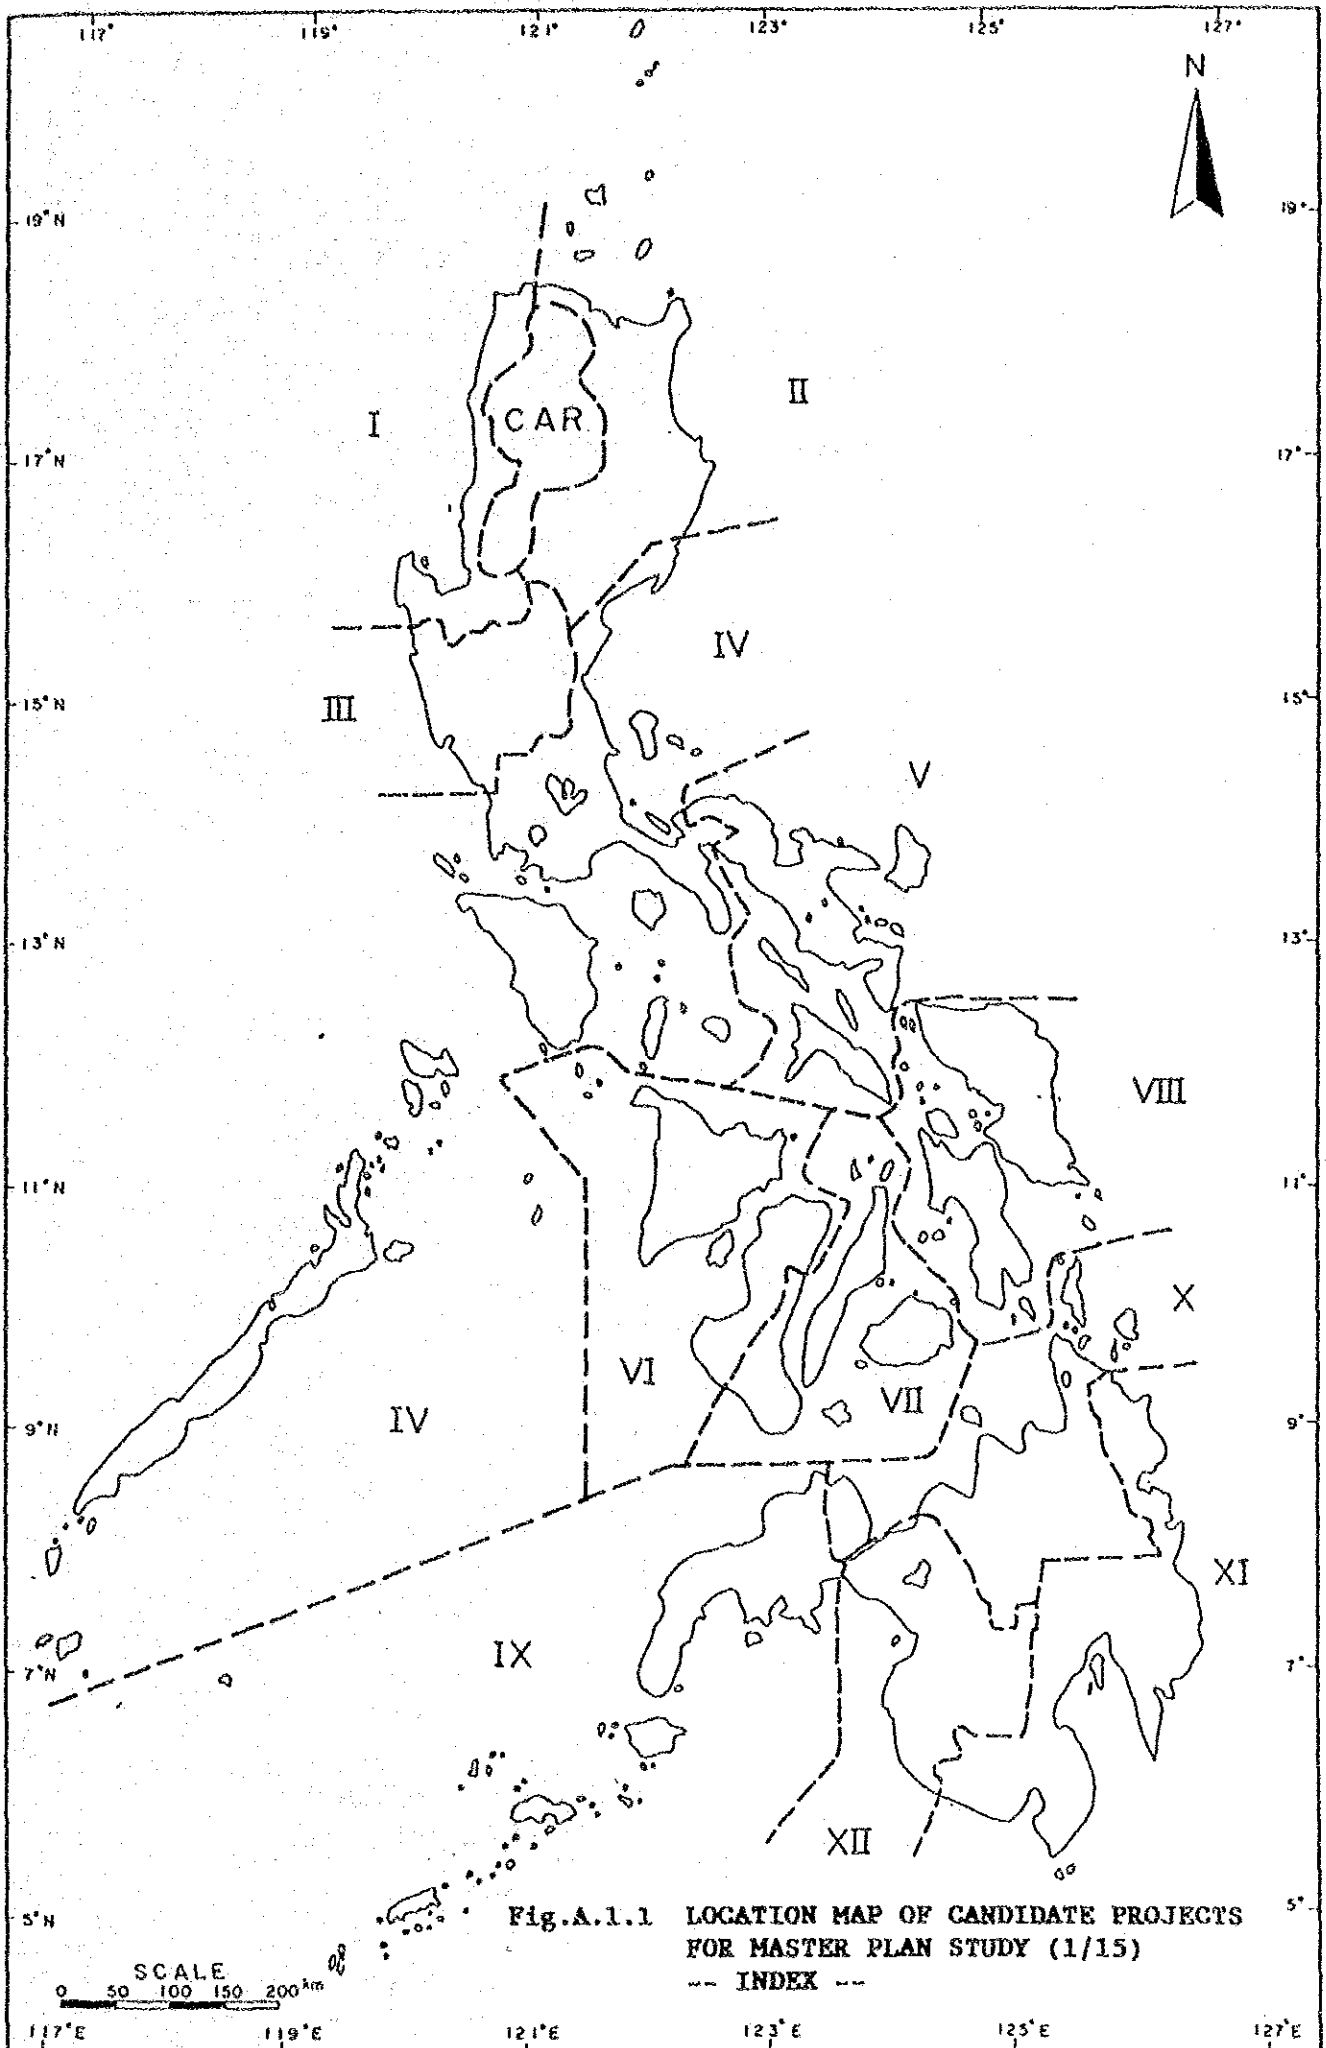 117° 119° 121° 123° 125° 127°
N
19°N 19°
II
I CAR
17°N 17°
IV
III
15°N 15°
V
13°N 13°
VIII
11°N 11°
X
VI
VII
IV
9°N 9°
XI
IX
7°N 7°
XII
5°N 5°
Fig.A.1.1 LOCATION MAP OF CANDIDATE PROJECTS
FOR MASTER PLAN STUDY (1/15)
-- INDEX --
SCALE
0 50 100 150 200 km
117°E 119°E 121°E 123°E 125°E 127°E